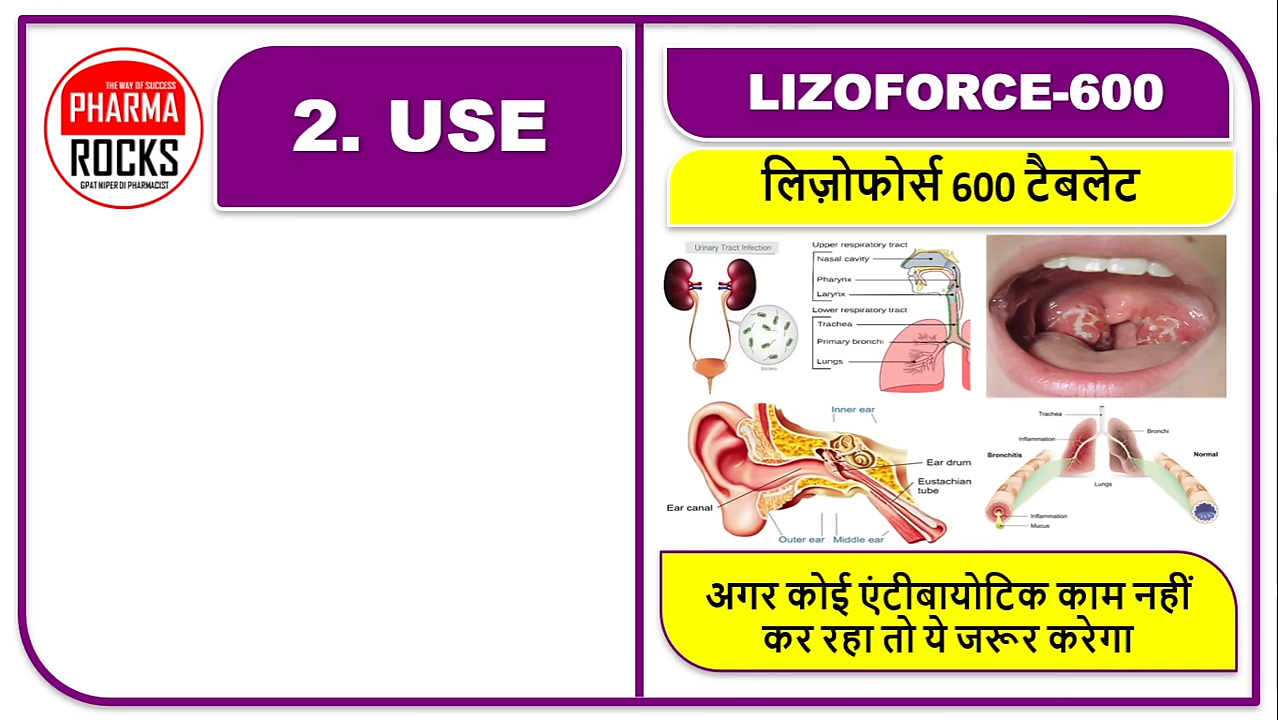 THE WAY OF SUCCESS
PHARMA
ROCKS
GPAT NIPER DI PHARMACIST
2. USE
LIZOFORCE-600
लिज़ोफोर्स 600 टैबलेट
Urinary Tract Infection
Bacteria
Upper respiratory tract
Nasal cavity
Pharynx
Larynx
Lower respiratory tract
Trachea
Primary bronchi
Lungs
Inner ear
Ear drum
Eustachian
tube
Ear canal
Outer ear
Middle ear
Trachea
Bronchi
Inflammation
Bronchitis
Normal
Lungs
Inflammation
Mucus
अगर कोई एंटीबायोटिक काम नहीं
कर रहा तो ये जरूर करेगा